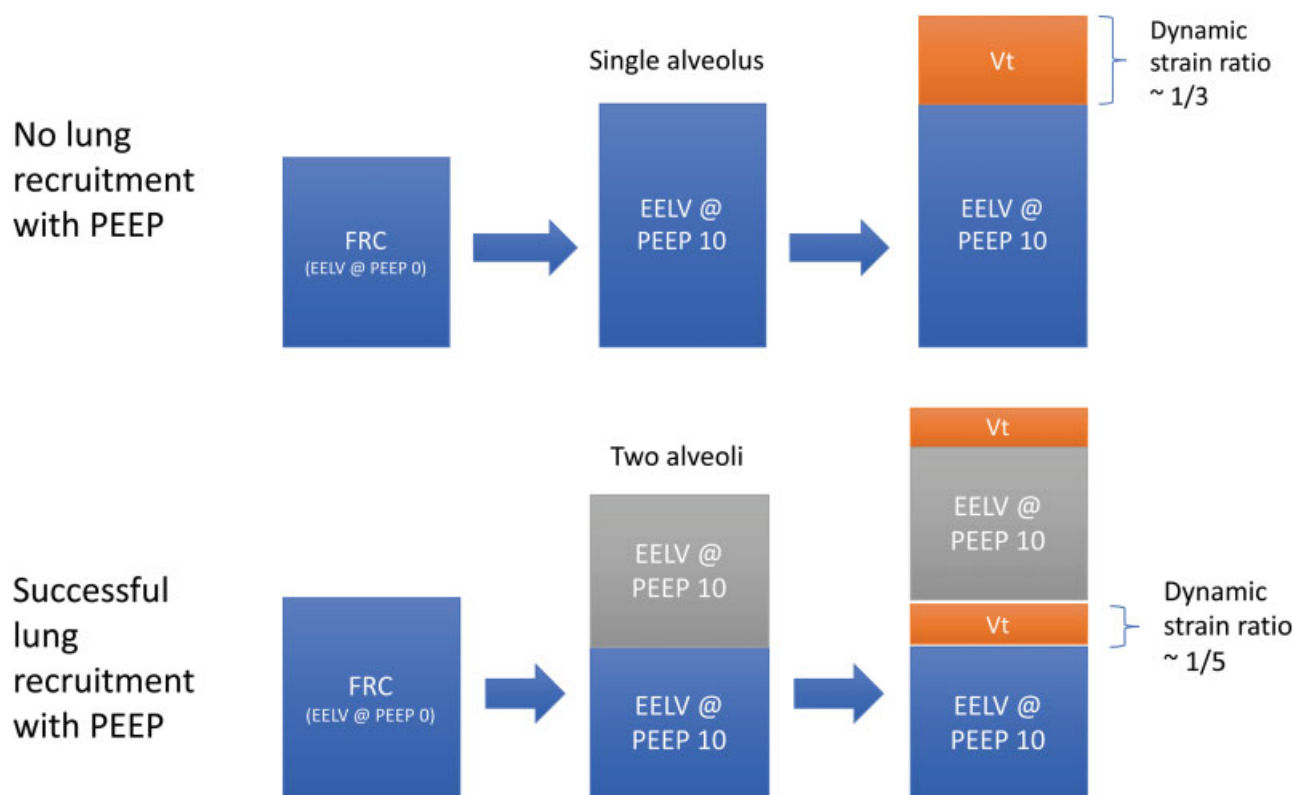 No lung
recruitment
with PEEP
FRC
(EELV @ PEEP 0)
Single alveolus
EELV @
PEEP 10
Vt
EELV @
PEEP 10
Dynamic
strain ratio
~ 1/3
Successful
lung
recruitment
with PEEP
FRC
(EELV @ PEEP 0)
Two alveoli
EELV @
PEEP 10
EELV @
PEEP 10
Vt
EELV @
PEEP 10
Vt
EELV @
PEEP 10
Dynamic
strain ratio
~ 1/5